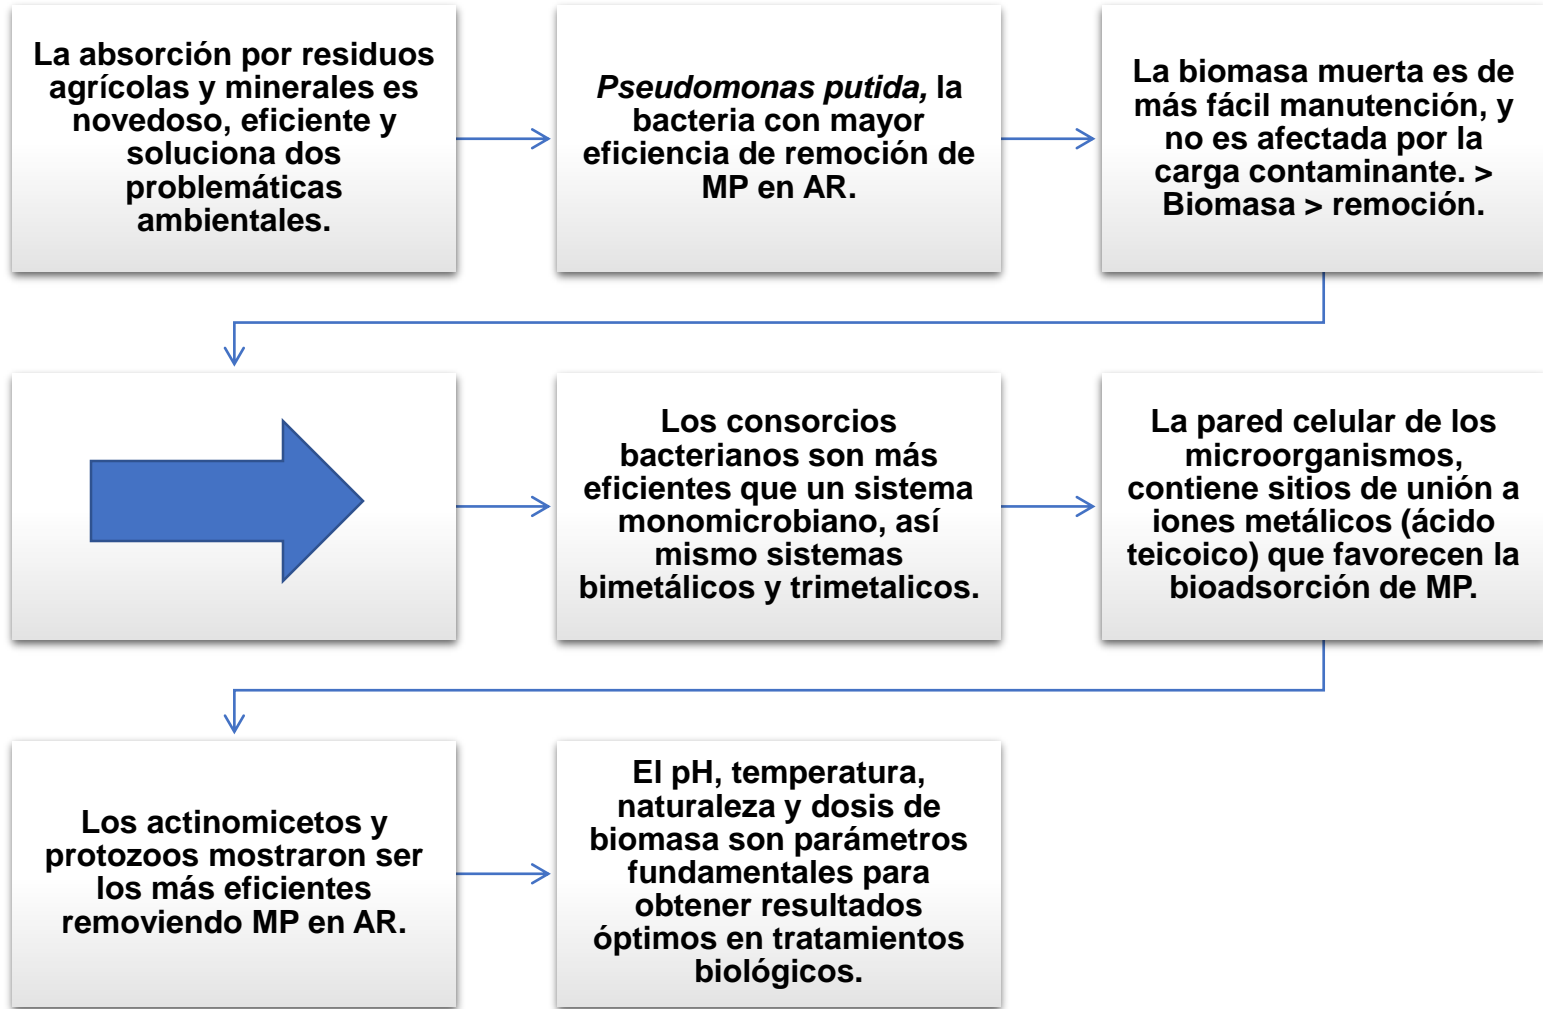 La absorción por residuos
agrícolas y minerales es
novedoso, eficiente y
soluciona dos
problemáticas
ambientales.
Pseudomonas putida, la
bacteria con mayor
eficiencia de remoción de
MP en AR.
La biomasa muerta es de
más fácil manutención, y
no es afectada por la
carga contaminante. >
Biomasa > remoción.
Los consorcios
bacterianos son más
eficientes que un sistema
monomicrobiano, así
mismo sistemas
bimetálicos y trimetalicos.
La pared celular de los
microorganismos,
contiene sitios de unión a
iones metálicos (ácido
teicoico) que favorecen la
bioadsorción de MP.
Los actinomicetos y
protozoos mostraron ser
los más eficientes
removiendo MP en AR.
El pH, temperatura,
naturaleza y dosis de
biomasa son parámetros
fundamentales para
obtener resultados
óptimos en tratamientos
biológicos.